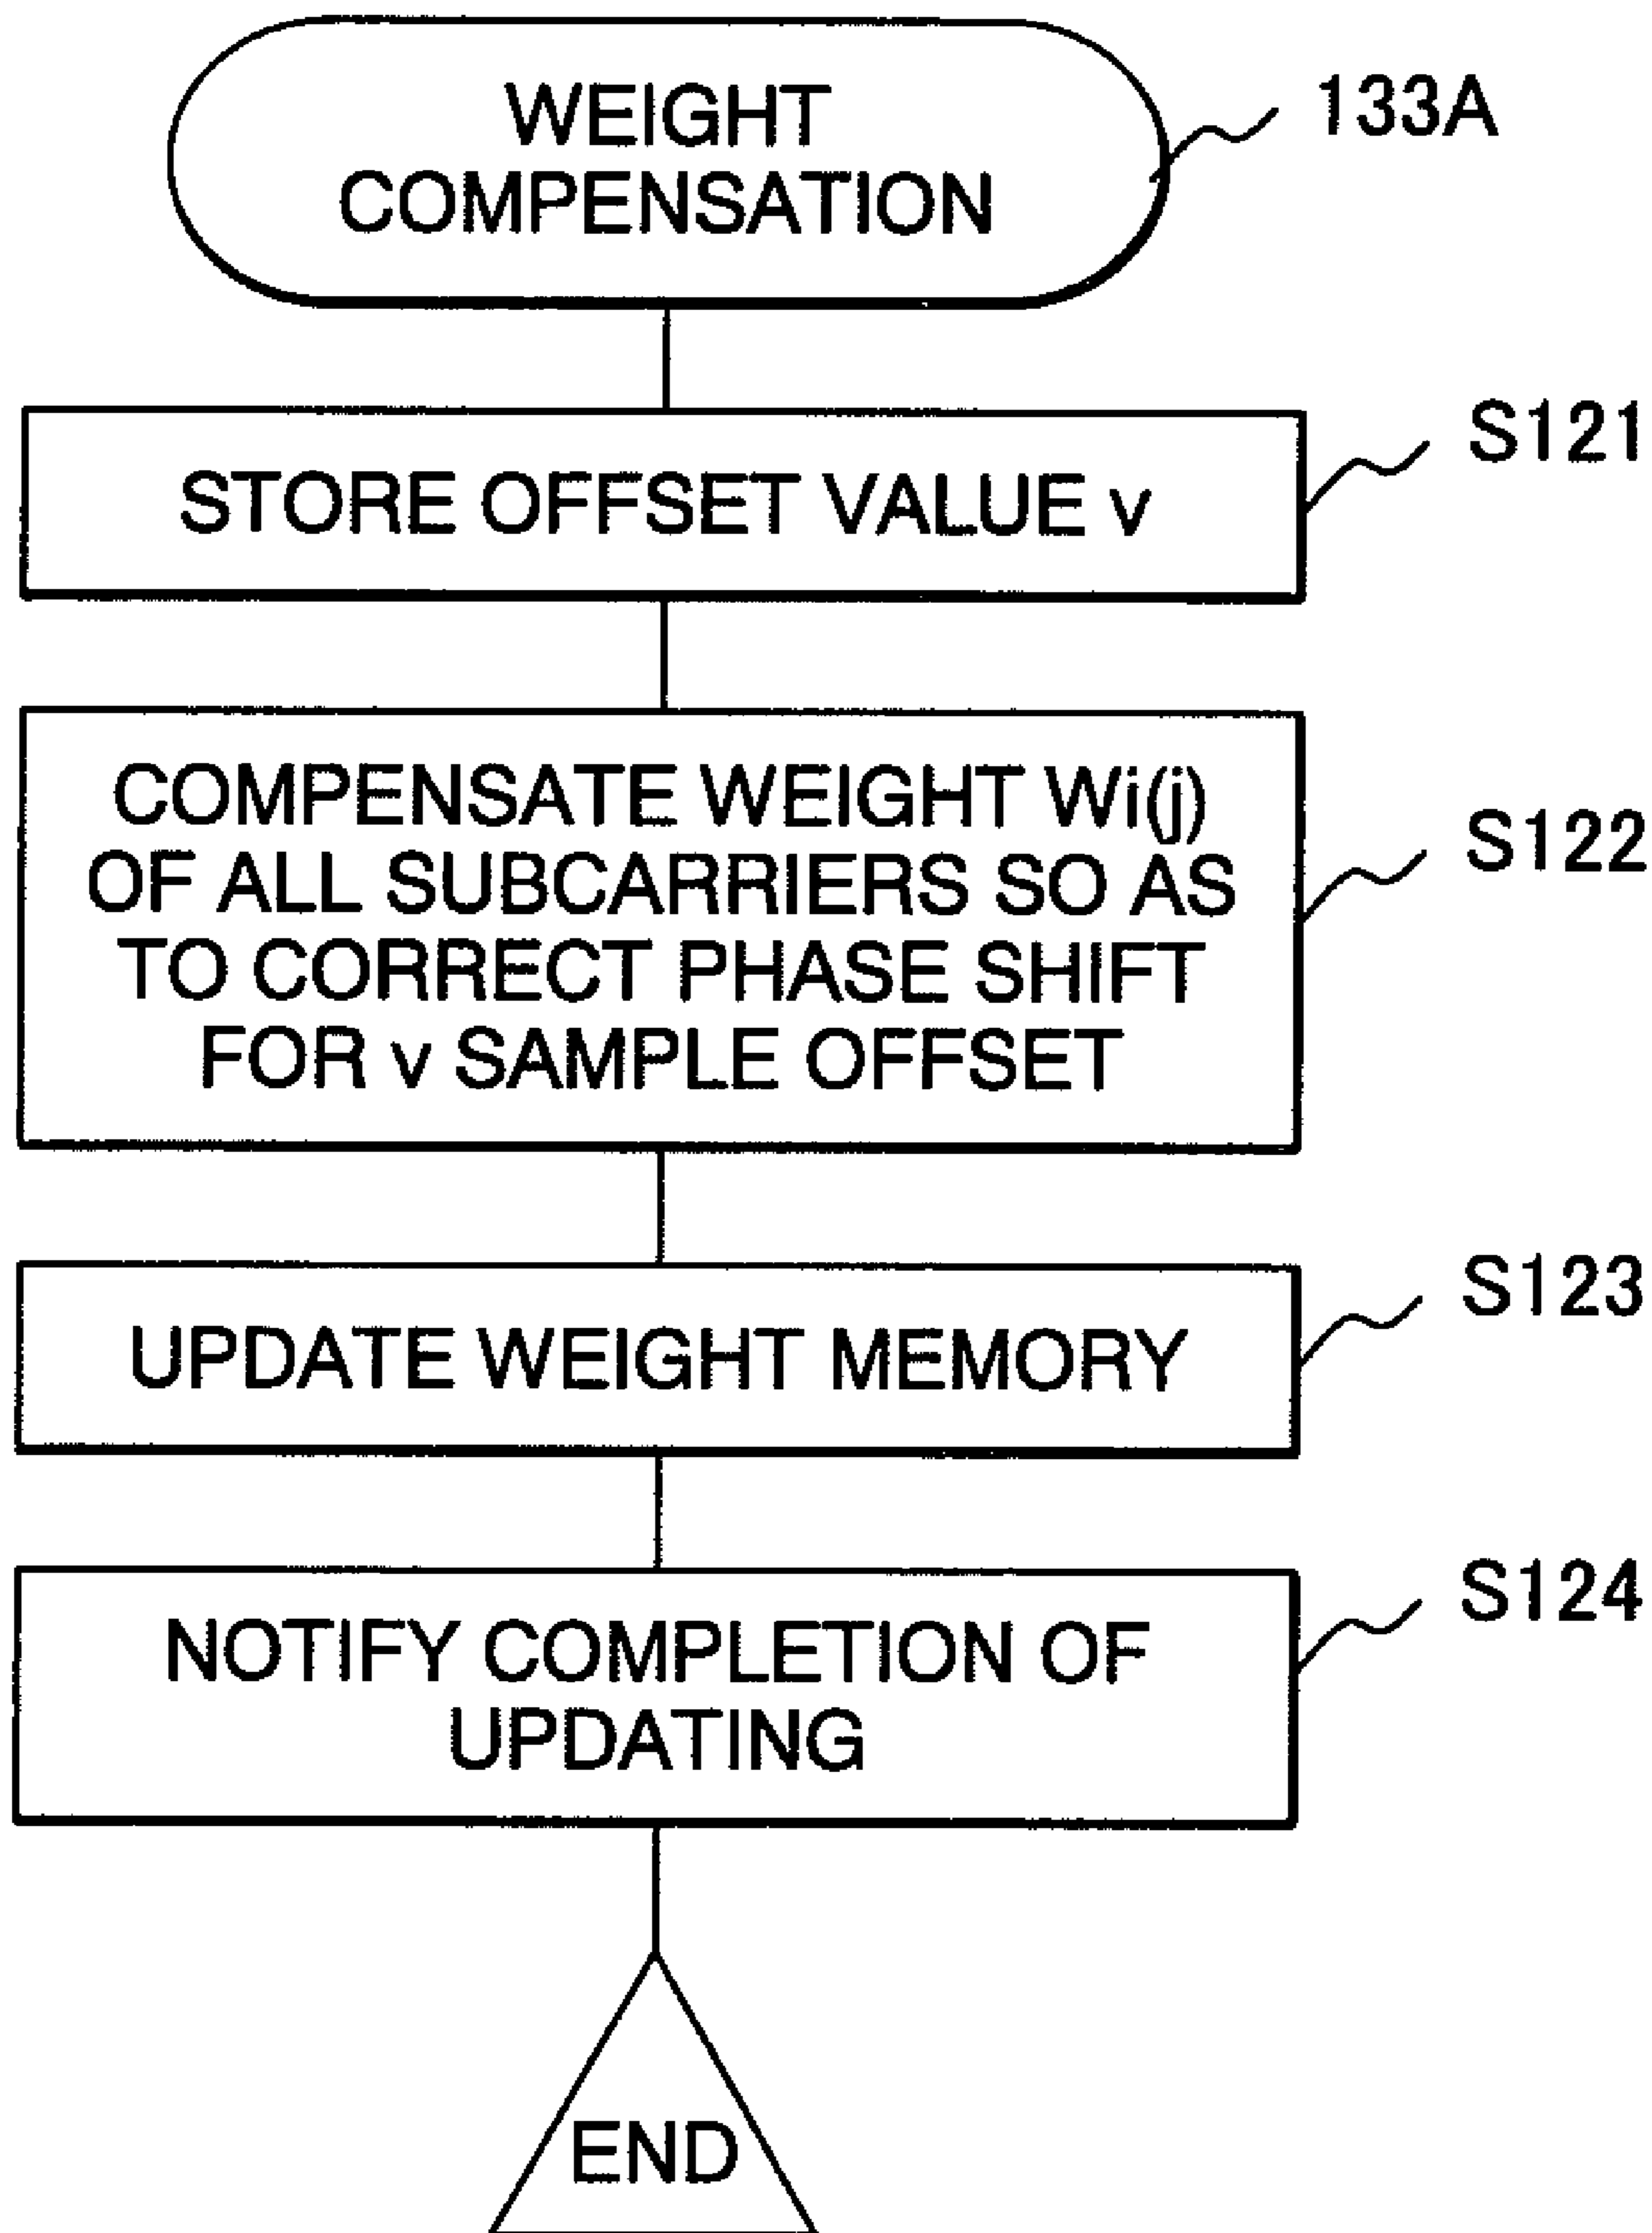 WEIGHT
COMPENSATION
133A
STORE OFFSET VALUE v
S121
COMPENSATE WEIGHT Wi(j)
OF ALL SUBCARRIERS SO AS
TO CORRECT PHASE SHIFT
FOR v SAMPLE OFFSET
S122
UPDATE WEIGHT MEMORY
S123
NOTIFY COMPLETION OF
UPDATING
S124
END